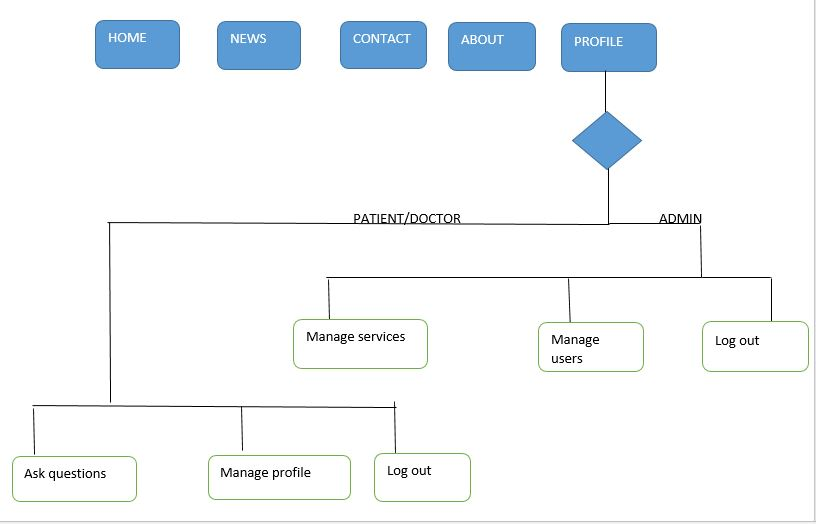 HOME
NEWS
CONTACT
ABOUT
PROFILE
PATIENT/DOCTOR
ADMIN
Manage services
Manage
users
Log out
Ask questions
Manage profile
Log out